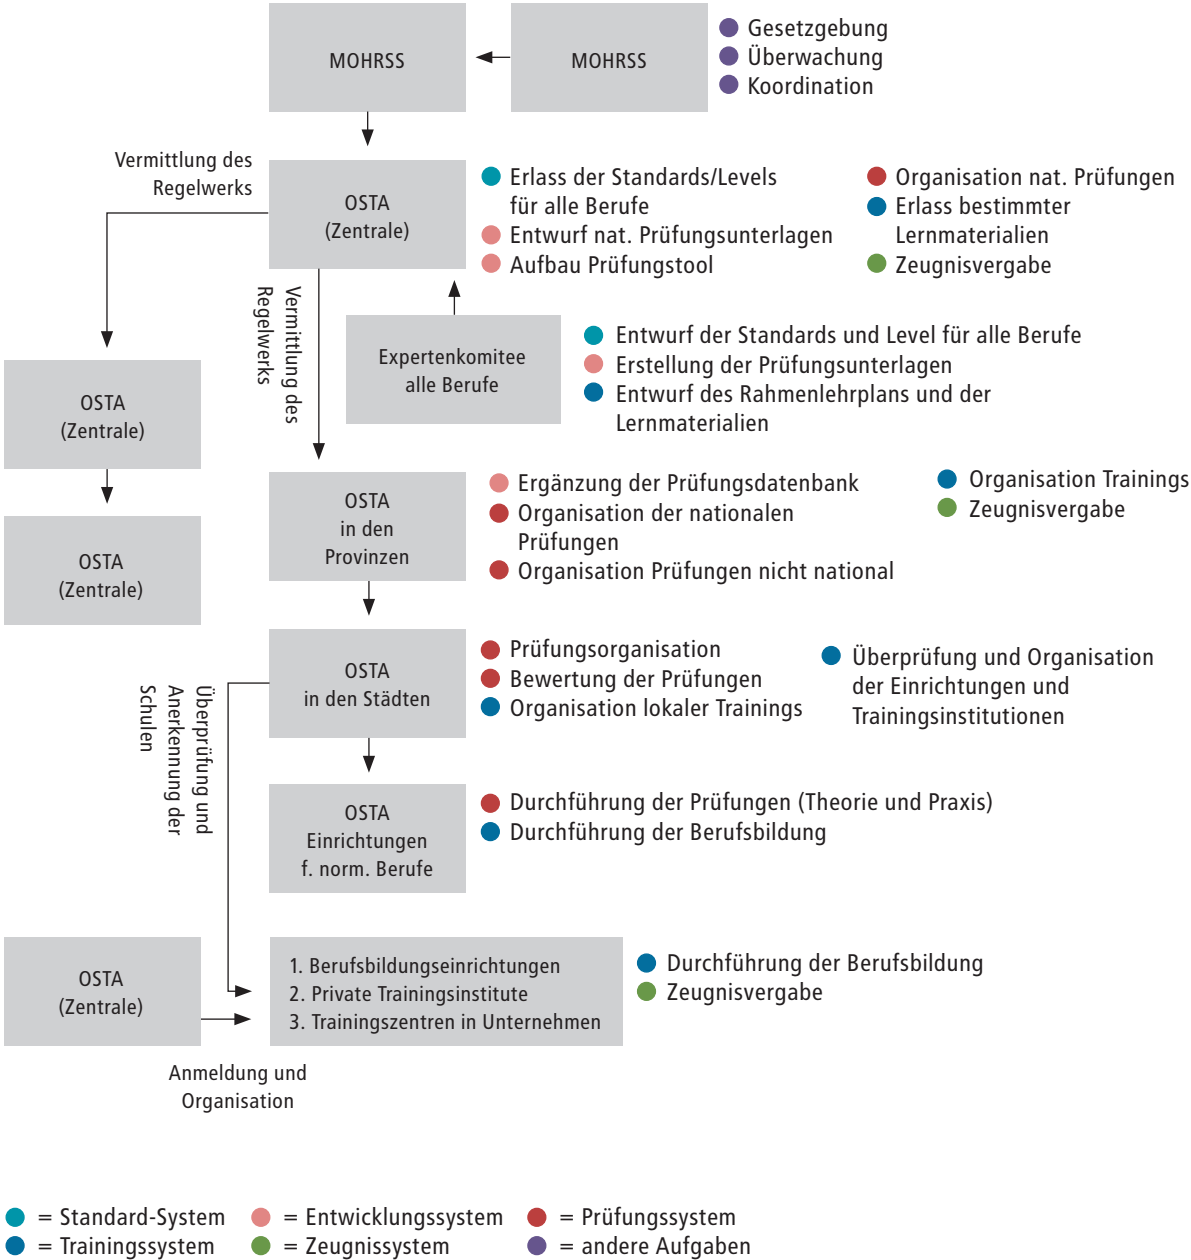 MOHRSS
MOHRSS
Gesetzgebung
Überwachung
Koordination
Vermittlung des
Regelwerks
OSTA
(Zentrale)
Erlass der Standards/Levels
für alle Berufe
Entwurf nat. Prüfungsunterlagen
Aufbau Prüfungstool
Organisation nat. Prüfungen
Erlass bestimmter
Lernmaterialien
Zeugnisvergabe
Vermittlung des
Regelwerks
Expertenkomitee
alle Berufe
Entwurf der Standards und Level für alle Berufe
Erstellung der Prüfungsunterlagen
Entwurf des Rahmenlehrplans und der
Lernmaterialien
OSTA
(Zentrale)
OSTA
(Zentrale)
OSTA
in den
Provinzen
Ergänzung der Prüfungsdatenbank
Organisation der nationalen
Prüfungen
Organisation Prüfungen nicht national
Organisation Trainings
Zeugnisvergabe
OSTA
in den Städten
Prüfungsorganisation
Bewertung der Prüfungen
Organisation lokaler Trainings
Überprüfung und Organisation
der Einrichtungen und
Trainingsinstitutionen
Überprüfung und
Anerkennung der
Schulen
OSTA
Einrichtungen
f. norm. Berufe
Durchführung der Prüfungen (Theorie und Praxis)
Durchführung der Berufsbildung
OSTA
(Zentrale)
1. Berufsbildungseinrichtungen
2. Private Trainingsinstitute
3. Trainingszentren in Unternehmen
Durchführung der Berufsbildung
Zeugnisvergabe
Anmeldung und
Organisation
= Standard-System
= Entwicklungssystem
= Prüfungssystem
= Trainingssystem
= Zeugnissystem
= andere Aufgaben